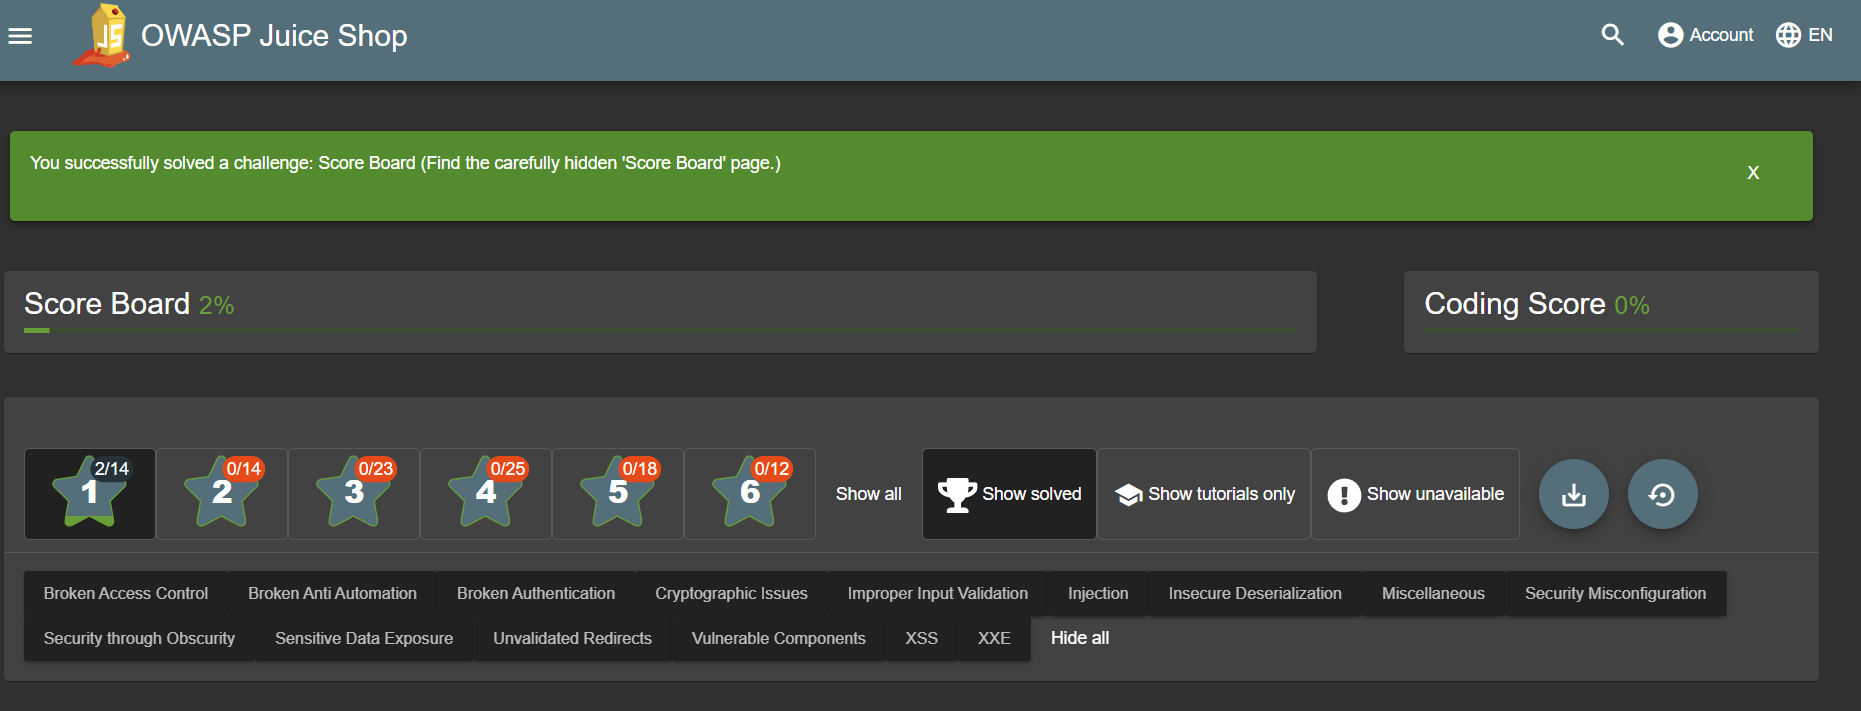 JS OWASP Juice Shop Account EN
You successfully solved a challenge: Score Board (Find the carefully hidden 'Score Board' page.) X
Score Board 2% Coding Score 0%
1 2/14 2 0/14 3 0/23 4 0/25 5 0/18 6 0/12 Show all Show solved Show tutorials only Show unavailable
Broken Access Control Broken Anti Automation Broken Authentication Cryptographic Issues Improper Input Validation Injection Insecure Deserialization Miscellaneous Security Misconfiguration
Security through Obscurity Sensitive Data Exposure Unvalidated Redirects Vulnerable Components XSS XXE Hide all